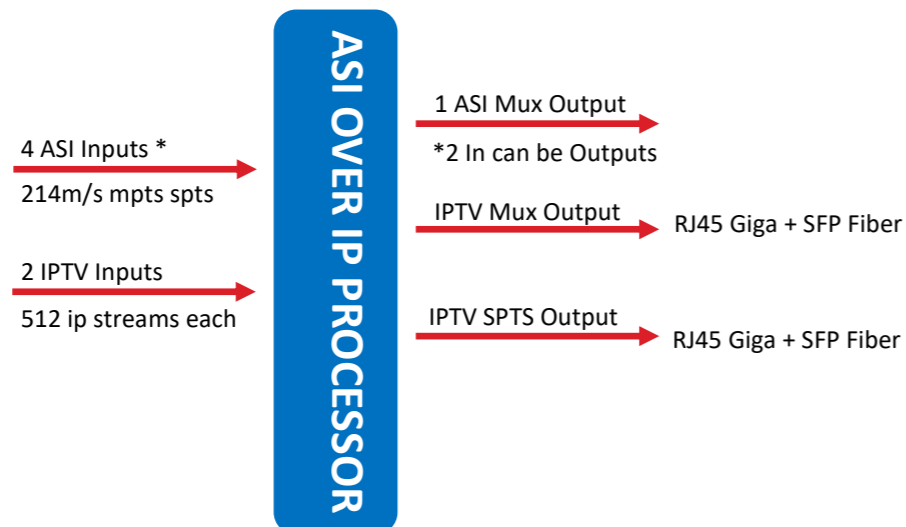 4 ASI Inputs *
214m/s mpts spts
2 IPTV Inputs
512 ip streams each
ASI OVER IP PROCESSOR
1 ASI Mux Output
*2 In can be Outputs
IPTV Mux Output
RJ45 Giga + SFP Fiber
IPTV SPTS Output
RJ45 Giga + SFP Fiber